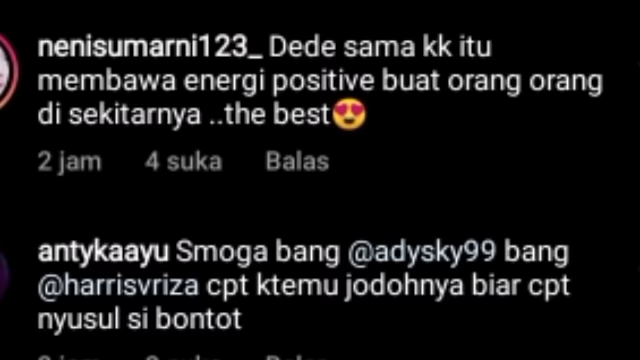 nenisumarni123_ Dede sama kk itu
membawa energi positive buat orang orang
di sekitarnya ..the best😍
2 jam 4 suka Balas
antykaayu Smoga bang @adysky99 bang
@harrisvriza cpt ktemu jodohnya biar cpt
nyusul si bontot